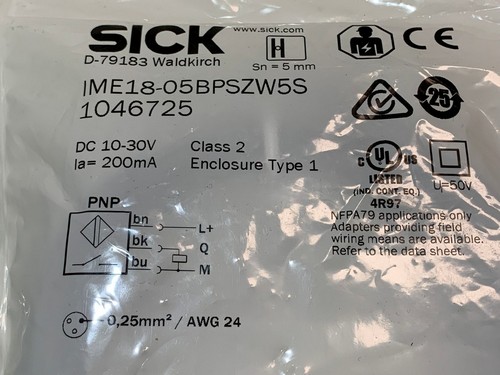 SICK
www.sick.com
D-79183 Waldkirch
Sn = 5 mm
IME18-05BPSZW5S
1046725
25
DC 10-30V Class 2
Ia= 200mA Enclosure Type 1
C UL US
LISTED
(IND. CONT. EQ.)
4R97
U=50V
NFPA79 applications only
Adapters providing field
wiring means are available.
Refer to the data sheet.
PNP
bn L+
bk Q
bu M
0,25mm² / AWG 24